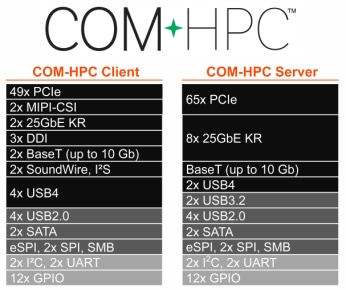 COM HPC™
COM-HPC Client
49x PCIe
2x MIPI-CSI
2x 25GbE KR
3x DDI
2x BaseT (up to 10 Gb)
2x SoundWire, I²S
4x USB4
4x USB2.0
2x SATA
eSPI, 2x SPI, SMB
2x I²C, 2x UART
12x GPIO
COM-HPC Server
65x PCIe
8x 25GbE KR
BaseT (up to 10 Gb)
2x USB4
2x USB3.2
4x USB2.0
2x SATA
eSPI, 2x SPI, SMB
2x I²C, 2x UART
12x GPIO